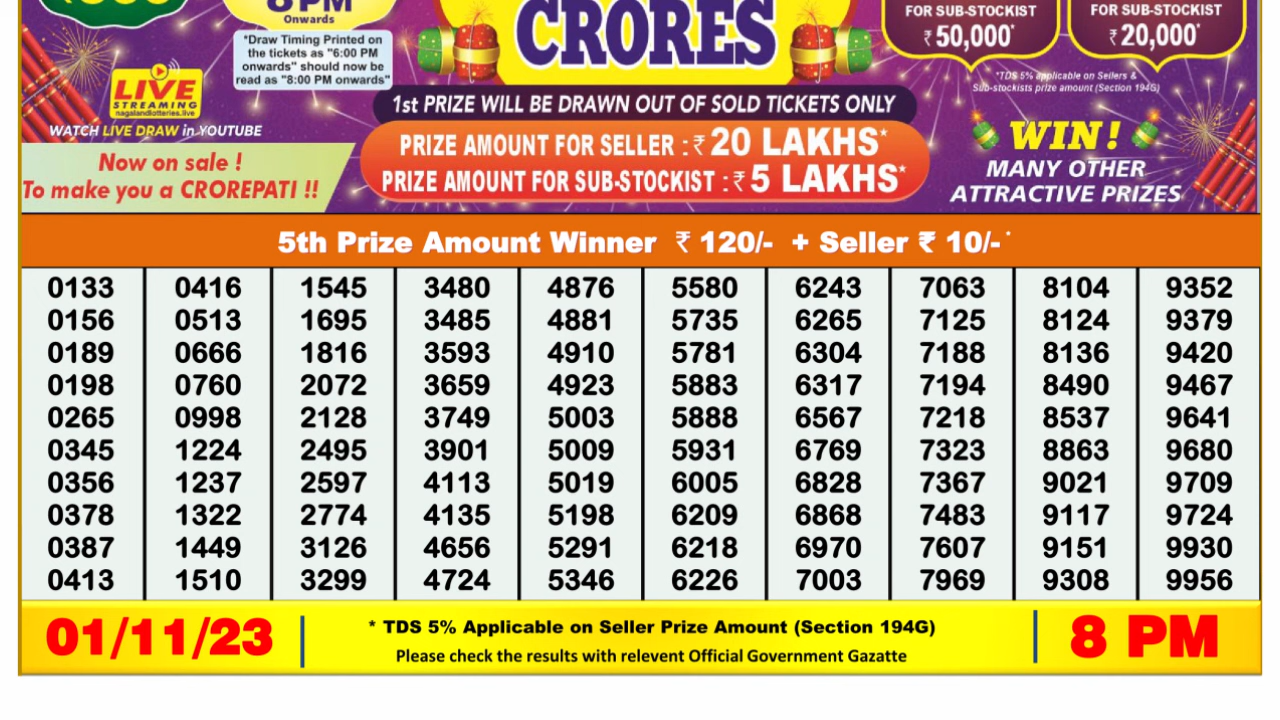 8 PM
Onwards
*Draw Timing Printed on
the tickets as "6:00 PM
onwards" should now be
read as "8:00 PM onwards"
LIVE
STREAMING
nagalandlotteries.live
WATCH LIVE DRAW in YOUTUBE
Now on sale !
To make you a CROREPATI !!
CRORES
1st PRIZE WILL BE DRAWN OUT OF SOLD TICKETS ONLY
PRIZE AMOUNT FOR SELLER : ₹ 20 LAKHS*
PRIZE AMOUNT FOR SUB-STOCKIST : ₹ 5 LAKHS*
FOR SUB-STOCKIST
₹ 50,000*
FOR SUB-STOCKIST
₹ 20,000*
*TDS 5% applicable on Sellers &
Sub-stockists prize amount (Section 194G)
WIN !
MANY OTHER
ATTRACTIVE PRIZES
5th Prize Amount Winner ₹ 120/- + Seller ₹ 10/- *
0133 0416 1545 3480 4876 5580 6243 7063 8104 9352
0156 0513 1695 3485 4881 5735 6265 7125 8124 9379
0189 0666 1816 3593 4910 5781 6304 7188 8136 9420
0198 0760 2072 3659 4923 5883 6317 7194 8490 9467
0265 0998 2128 3749 5003 5888 6567 7218 8537 9641
0345 1224 2495 3901 5009 5931 6769 7323 8863 9680
0356 1237 2597 4113 5019 6005 6828 7367 9021 9709
0378 1322 2774 4135 5198 6209 6868 7483 9117 9724
0387 1449 3126 4656 5291 6218 6970 7607 9151 9930
0413 1510 3299 4724 5346 6226 7003 7969 9308 9956
01/11/23
* TDS 5% Applicable on Seller Prize Amount (Section 194G)
Please check the results with relevent Official Government Gazatte
8 PM